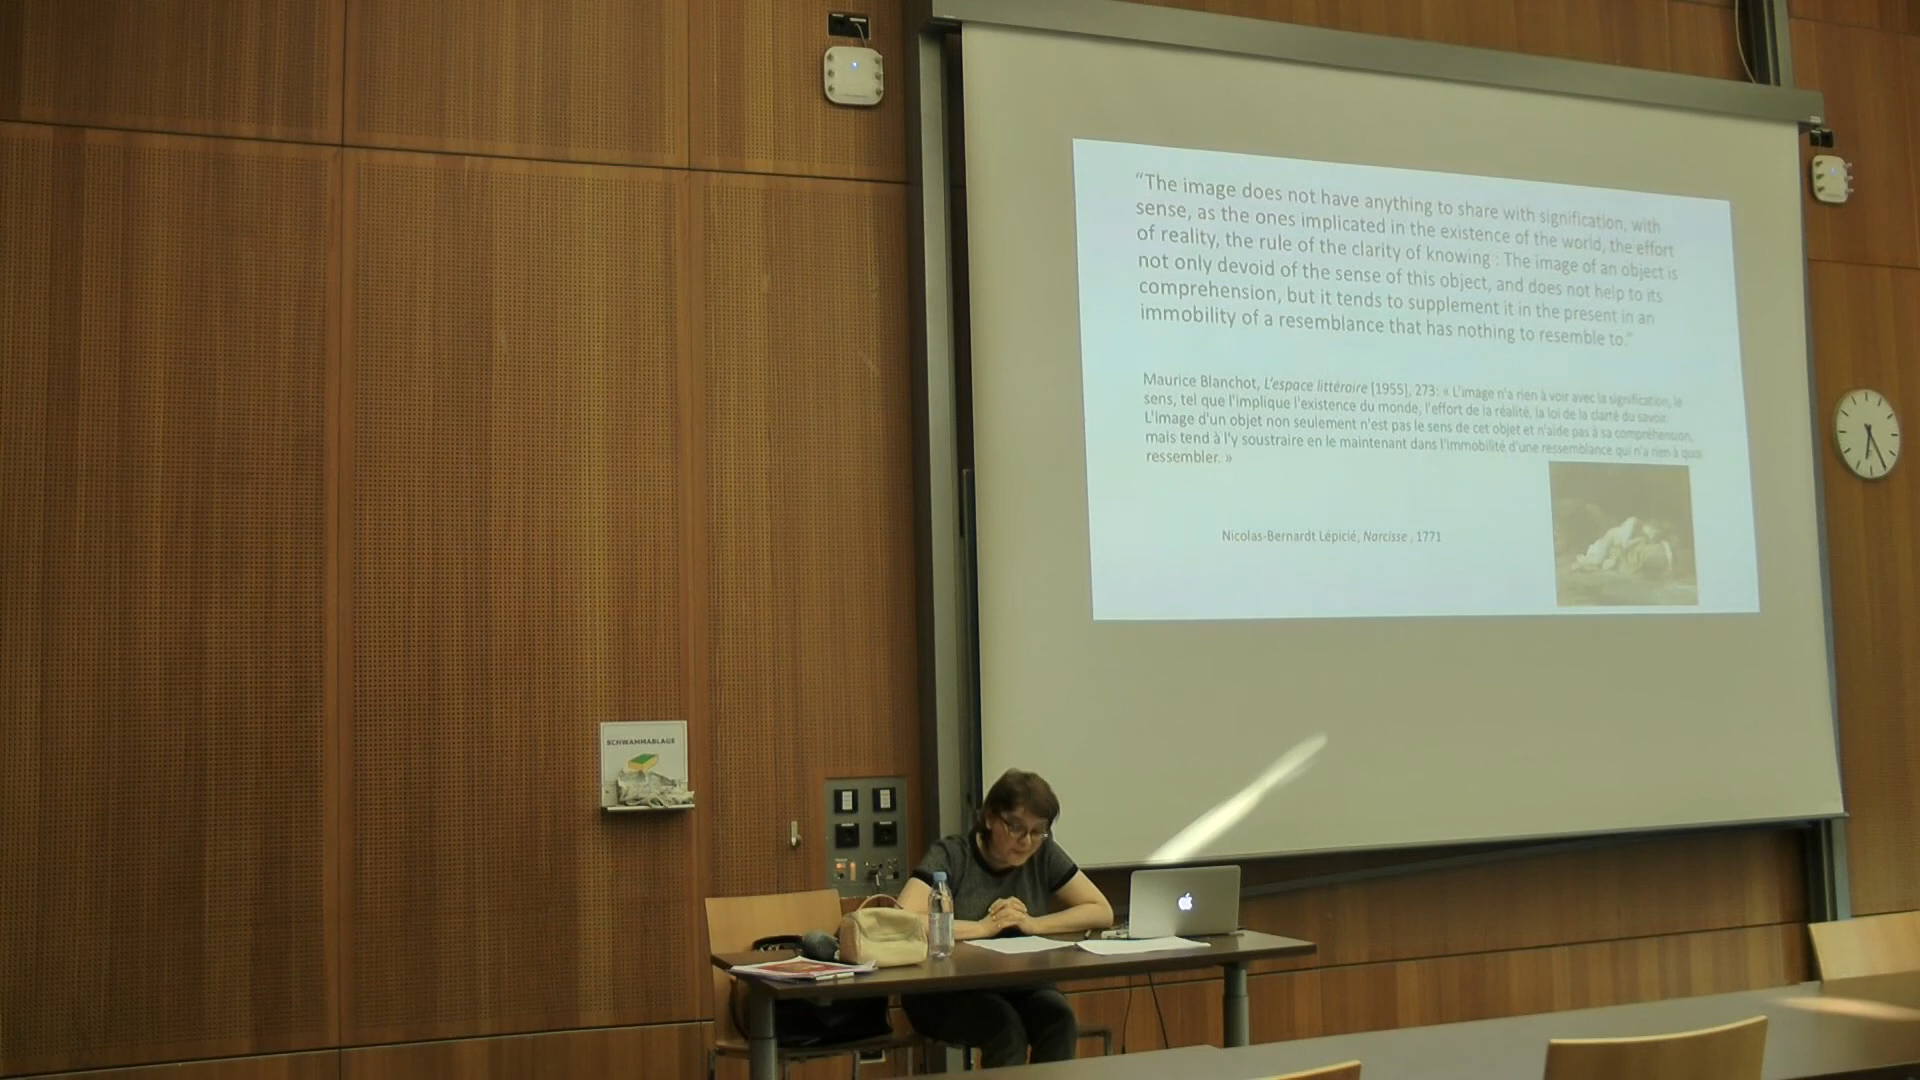 “The image does not have anything to share with signification, with
sense, as the ones implicated in the existence of the world, the effort
of reality, the rule of the clarity of knowing : The image of an object is
not only devoid of the sense of this object, and does not help to its
comprehension, but it tends to supplement it in the present in an
immobility of a resemblance that has nothing to resemble to.”
Maurice Blanchot, L’espace littéraire [1955], 273: « L'image n'a rien à voir avec la signification, le
sens, tel que l'implique l'existence du monde, l'effort de la réalité, la loi de la clarté du savoir.
L'image d'un objet non seulement n'est pas le sens de cet objet et n'aide pas à sa compréhension,
mais tend à l'y soustraire en le maintenant dans l'immobilité d'une ressemblance qui n'a rien à quoi
ressembler. »
Nicolas-Bernardt Lépicié, Narcisse , 1771
SCHWAMMABLAGE